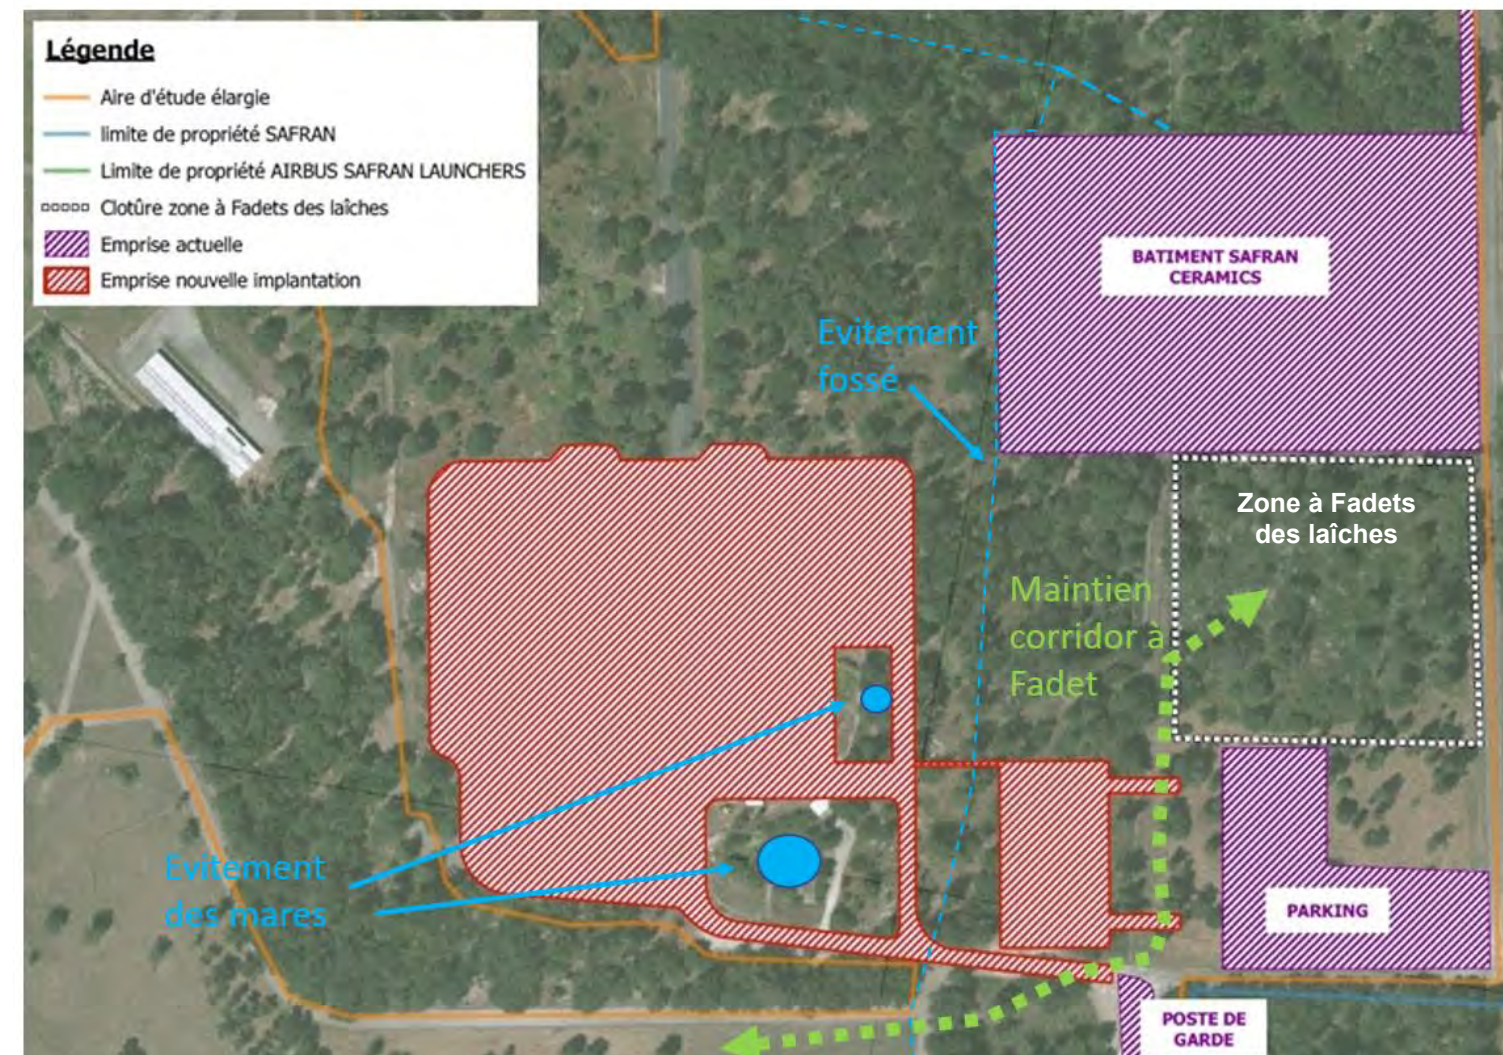 Légende
Aire d'étude élargie
limite de propriété SAFRAN
Limite de propriété AIRBUS SAFRAN LAUNCHERS
Clotûre zone à Fadets des laîches
Emprise actuelle
Emprise nouvelle implantation
BATIMENT SAFRAN
CERAMICS
Evitement
fossé
Zone à Fadets
des laîches
Maintien
corridor à
Fadet
Evitement
des mares
PARKING
POSTE DE
GARDE